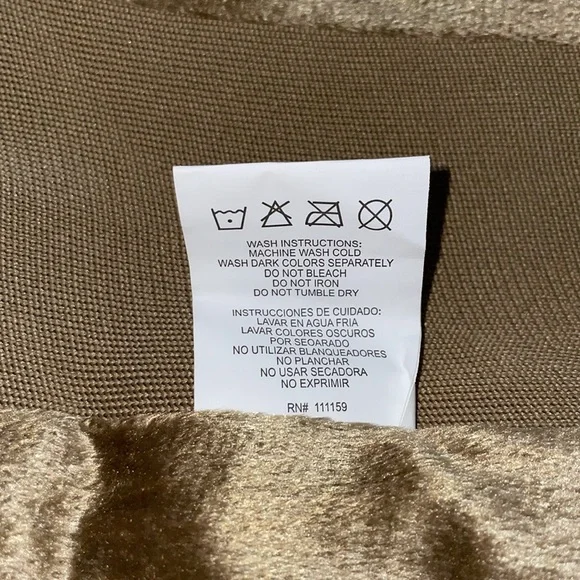 WASH INSTRUCTIONS:
MACHINE WASH COLD
WASH DARK COLORS SEPARATELY
DO NOT BLEACH
DO NOT IRON
DO NOT TUMBLE DRY
INSTRUCCIONES DE CUIDADO:
LAVAR EN AGUA FRIA
LAVAR COLORES OSCUROS
POR SEOARADO
NO UTILIZAR BLANQUEADORES
NO PLANCHAR
NO USAR SECADORA
NO EXPRIMIR
RN# 111159